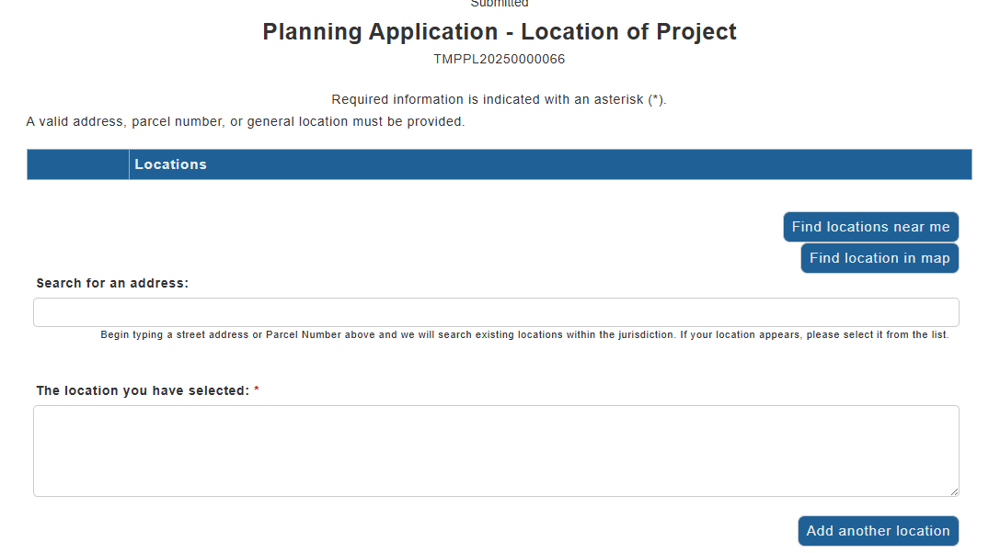 Submitted
Planning Application - Location of Project
TMPPL20250000066
Required information is indicated with an asterisk (*).
A valid address, parcel number, or general location must be provided.
Locations
Find locations near me
Find location in map
Search for an address:
Begin typing a street address or Parcel Number above and we will search existing locations within the jurisdiction. If your location appears, please select it from the list.
The location you have selected: *
Add another location